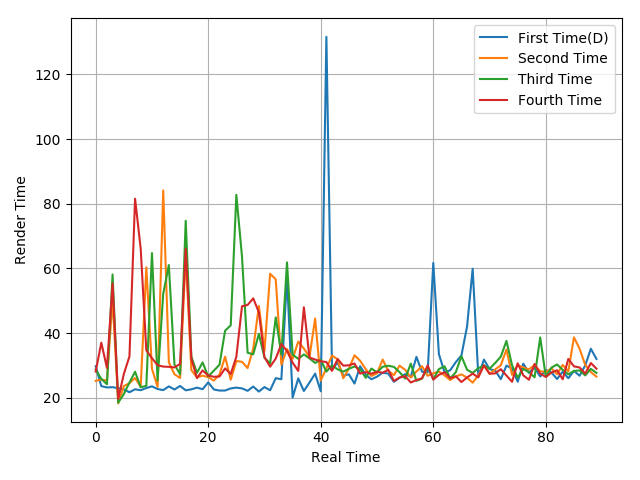 First Time(D)
Second Time
Third Time
Fourth Time
Render Time
120
100
80
60
40
20
0 20 40 60 80
Real Time